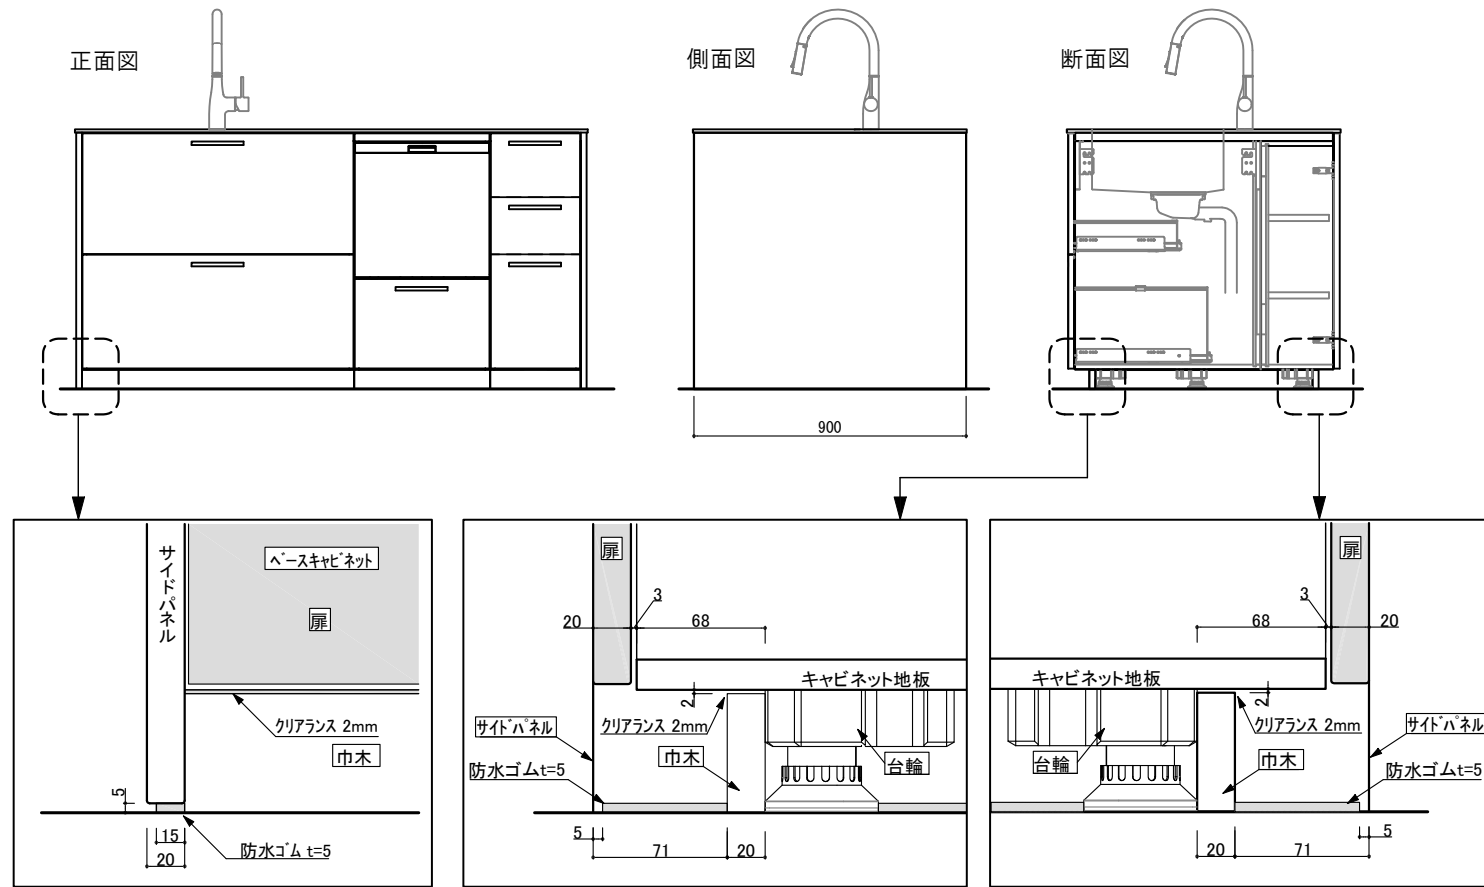 正面図
側面図
断面図
900
サイドパネル
ベースキャビネット
扉
クリアランス 2mm
巾木
5
15
20
防水ゴム t=5
扉
3
20
68
キャビネット地板
2
クリアランス 2mm
サイドパネル
巾木
台輪
防水ゴムt=5
5
71
20
扉
3
68
20
キャビネット地板
2
クリアランス 2mm
サイドパネル
台輪
巾木
防水ゴムt=5
20
71
5